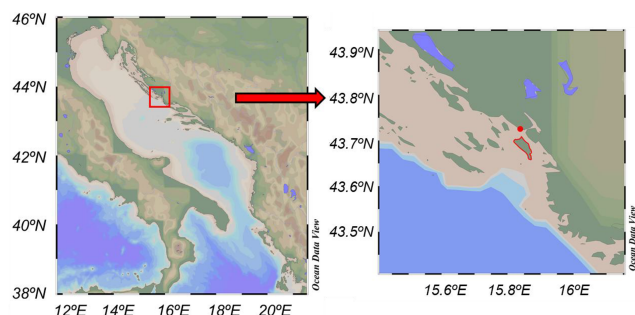 46ºN
44ºN
42ºN
40ºN
38ºN
12ºE 14ºE 16ºE 18ºE 20ºE
Ocean Data View
43.9ºN
43.8ºN
43.7ºN
43.6ºN
43.5ºN
15.6ºE 15.8ºE 16ºE
Ocean Data View